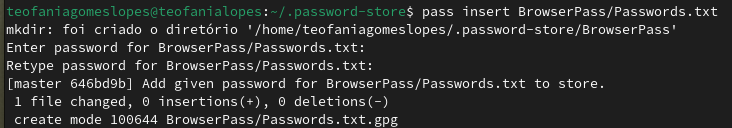 teofaniagomeslopes@teofanialopes:~/.password-store$ pass insert BrowserPass/Passwords.txt
mkdir: foi criado o diretório '/home/teofaniagomeslopes/.password-store/BrowserPass'
Enter password for BrowserPass/Passwords.txt:
Retype password for BrowserPass/Passwords.txt:
[master 646bd9b] Add given password for BrowserPass/Passwords.txt to store.
 1 file changed, 0 insertions(+), 0 deletions(-)
 create mode 100644 BrowserPass/Passwords.txt.gpg